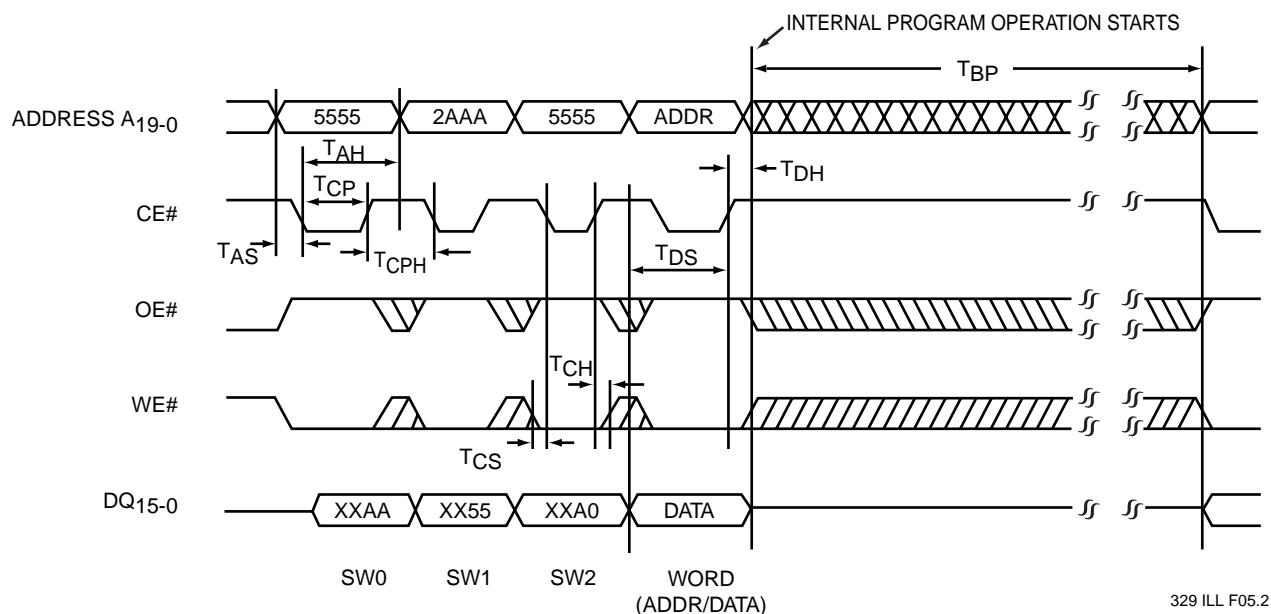 INTERNAL PROGRAM OPERATION STARTS
TBP
ADDRESS A19-0
5555
2AAA
5555
ADDR
TAH
TDH
TCP
CE#
TAS
TCPH
TDS
OE#
TCH
WE#
TCS
DQ15-0
XXAA
XX55
XXA0
DATA
SW0
SW1
SW2
WORD
(ADDR/DATA)
329 ILL F05.2